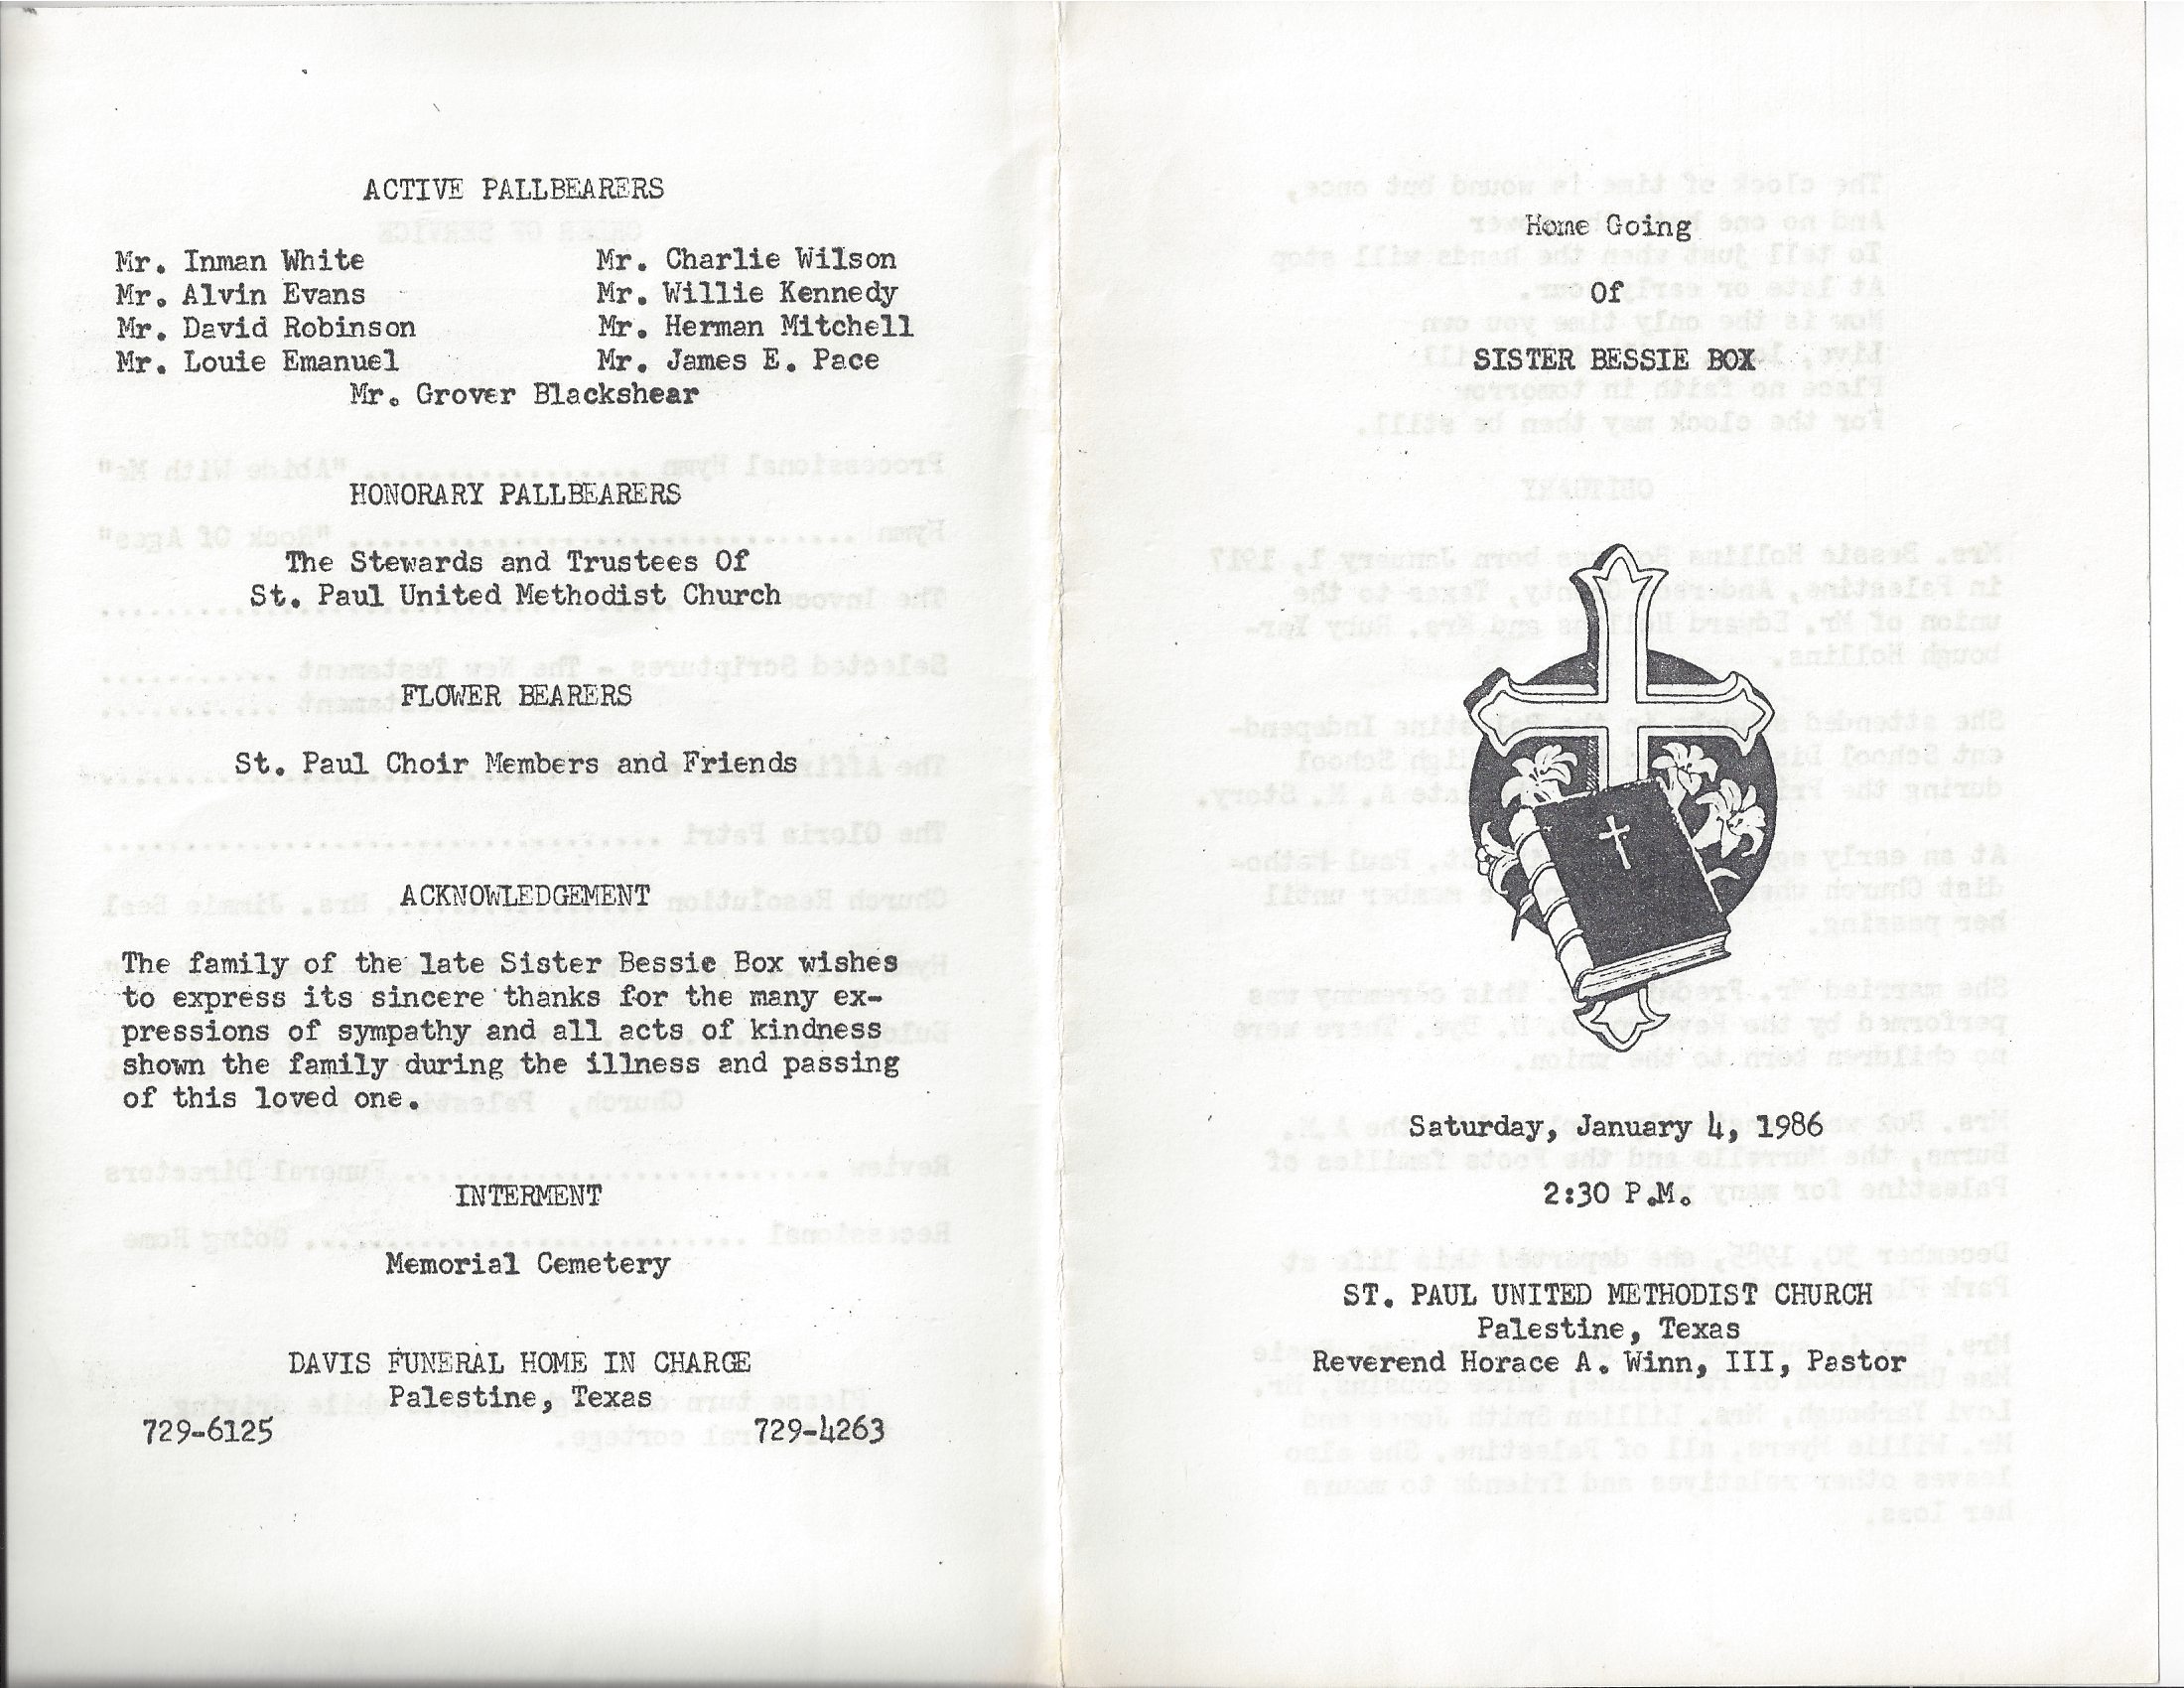 ACTIVE PALLBEARERS
Mr. Inman White Mr. Charlie Wilson
Mr. Alvin Evans Mr. Willie Kennedy
Mr. David Robinson Mr. Herman Mitchell
Mr. Louie Emanuel Mr. James E. Pace
Mr. Grover Blackshear
HONORARY PALLBEARERS
The Stewards and Trustees Of
St. Paul United Methodist Church
FLOWER BEARERS
St. Paul Choir Members and Friends
ACKNOWLEDGEMENT
The family of the late Sister Bessie Box wishes
to express its sincere thanks for the many ex-
pressions of sympathy and all acts of kindness
shown the family during the illness and passing
of this loved one.
INTERMENT
Memorial Cemetery
DAVIS FUNERAL HOME IN CHARGE
Palestine, Texas
729-6125 729-4263
Home Going
Of
SISTER BESSIE BOX
Saturday, January 4, 1986
2:30 P.M.
ST. PAUL UNITED METHODIST CHURCH
Palestine, Texas
Reverend Horace A. Winn, III, Pastor